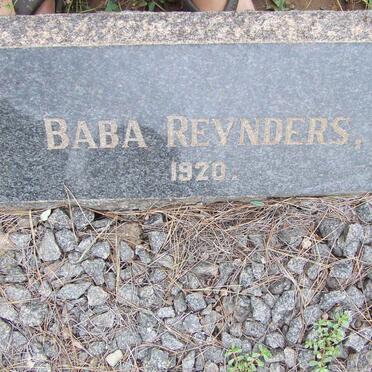 BABA REYNDERS,
1920.